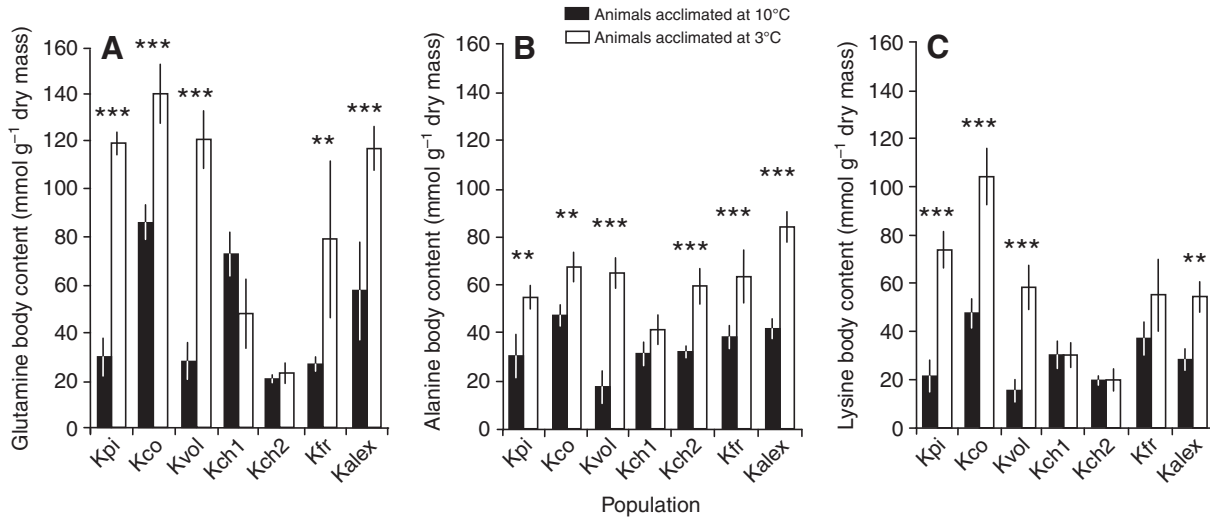 Animals acclimated at 10°C
Animals acclimated at 3°C
A
Glutamine body content (mmol g⁻¹ dry mass)
160
140
120
100
80
60
40
20
0
***
***
***
**
***
Kpi
Kco
Kvol
Kch1
Kch2
Kfr
Kalex
B
Alanine body content (mmol g⁻¹ dry mass)
160
140
120
100
80
60
40
20
0
**
**
***
***
***
***
Kpi
Kco
Kvol
Kch1
Kch2
Kfr
Kalex
C
Lysine body content (mmol g⁻¹ dry mass)
160
140
120
100
80
60
40
20
0
***
***
***
**
Kpi
Kco
Kvol
Kch1
Kch2
Kfr
Kalex
Population